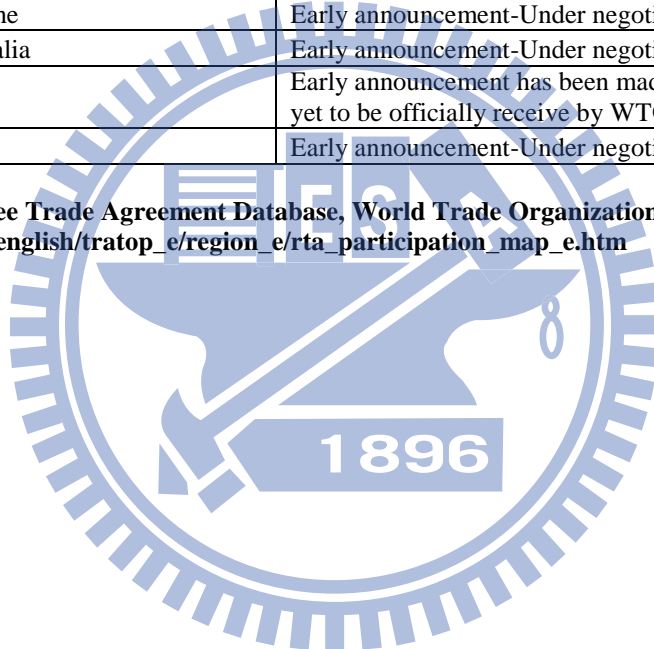 ne Early announcement-Under negoti
alia Early announcement-Under negoti
Early announcement has been mad
yet to be officially receive by WTO
Early announcement-Under negoti
ee Trade Agreement Database, World Trade Organization
english/tratop_e/region_e/rta_participation_map_e.htm
E S A
8
1896